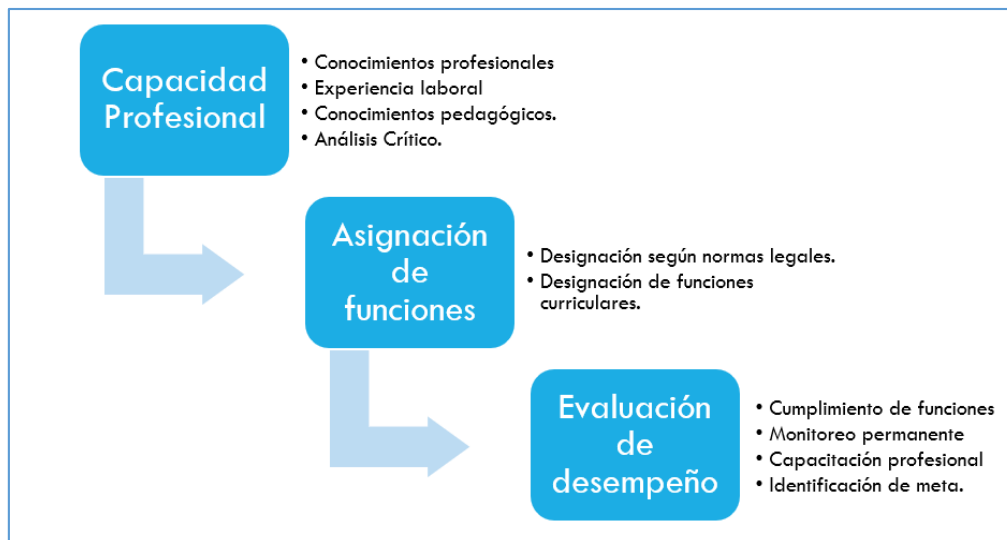 Capacidad
Profesional
• Conocimientos profesionales
• Experiencia laboral
• Conocimientos pedagógicos.
• Análisis Crítico.
Asignación
de
funciones
• Designación según normas legales.
• Designación de funciones
curriculares.
Evaluación
de
desempeño
• Cumplimiento de funciones
• Monitoreo permanente
• Capacitación profesional
• Identificación de meta.